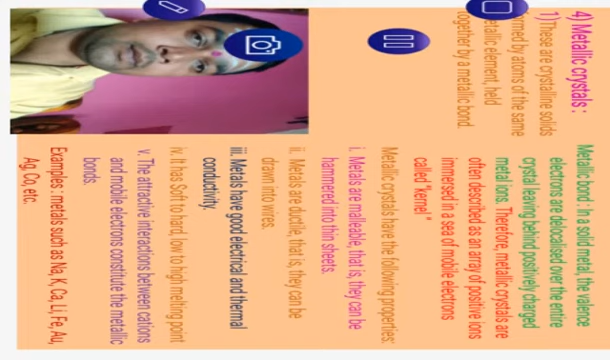 4) Metallic crystals :
1) These are crystalline solids
formed by atoms of the same
metallic element, held
together by a metallic bond.
Metallic bond : In a solid metal, the valence
electrons are delocalised over the entire
crystal leaving behind positively charged
metal ions. Therefore, metallic crystals are
often described as an array of positive ions
immersed in a sea of mobile electrons
called "kernel"
Metallic crystals have the following properties:
i. Metals are malleable, that is, they can be
hammered into thin sheets.
ii. Metals are ductile, that is, they can be
drawn into wires.
iii. Metals have good electrical and thermal
conductivity.
iv. It has Soft to hard, low to high melting point
v. The attractive interactions between cations
and mobile electrons constitute the metallic
bonds.
Examples : metals such as Na, K, Ca, Li, Fe, Au,
Ag, Co, etc.